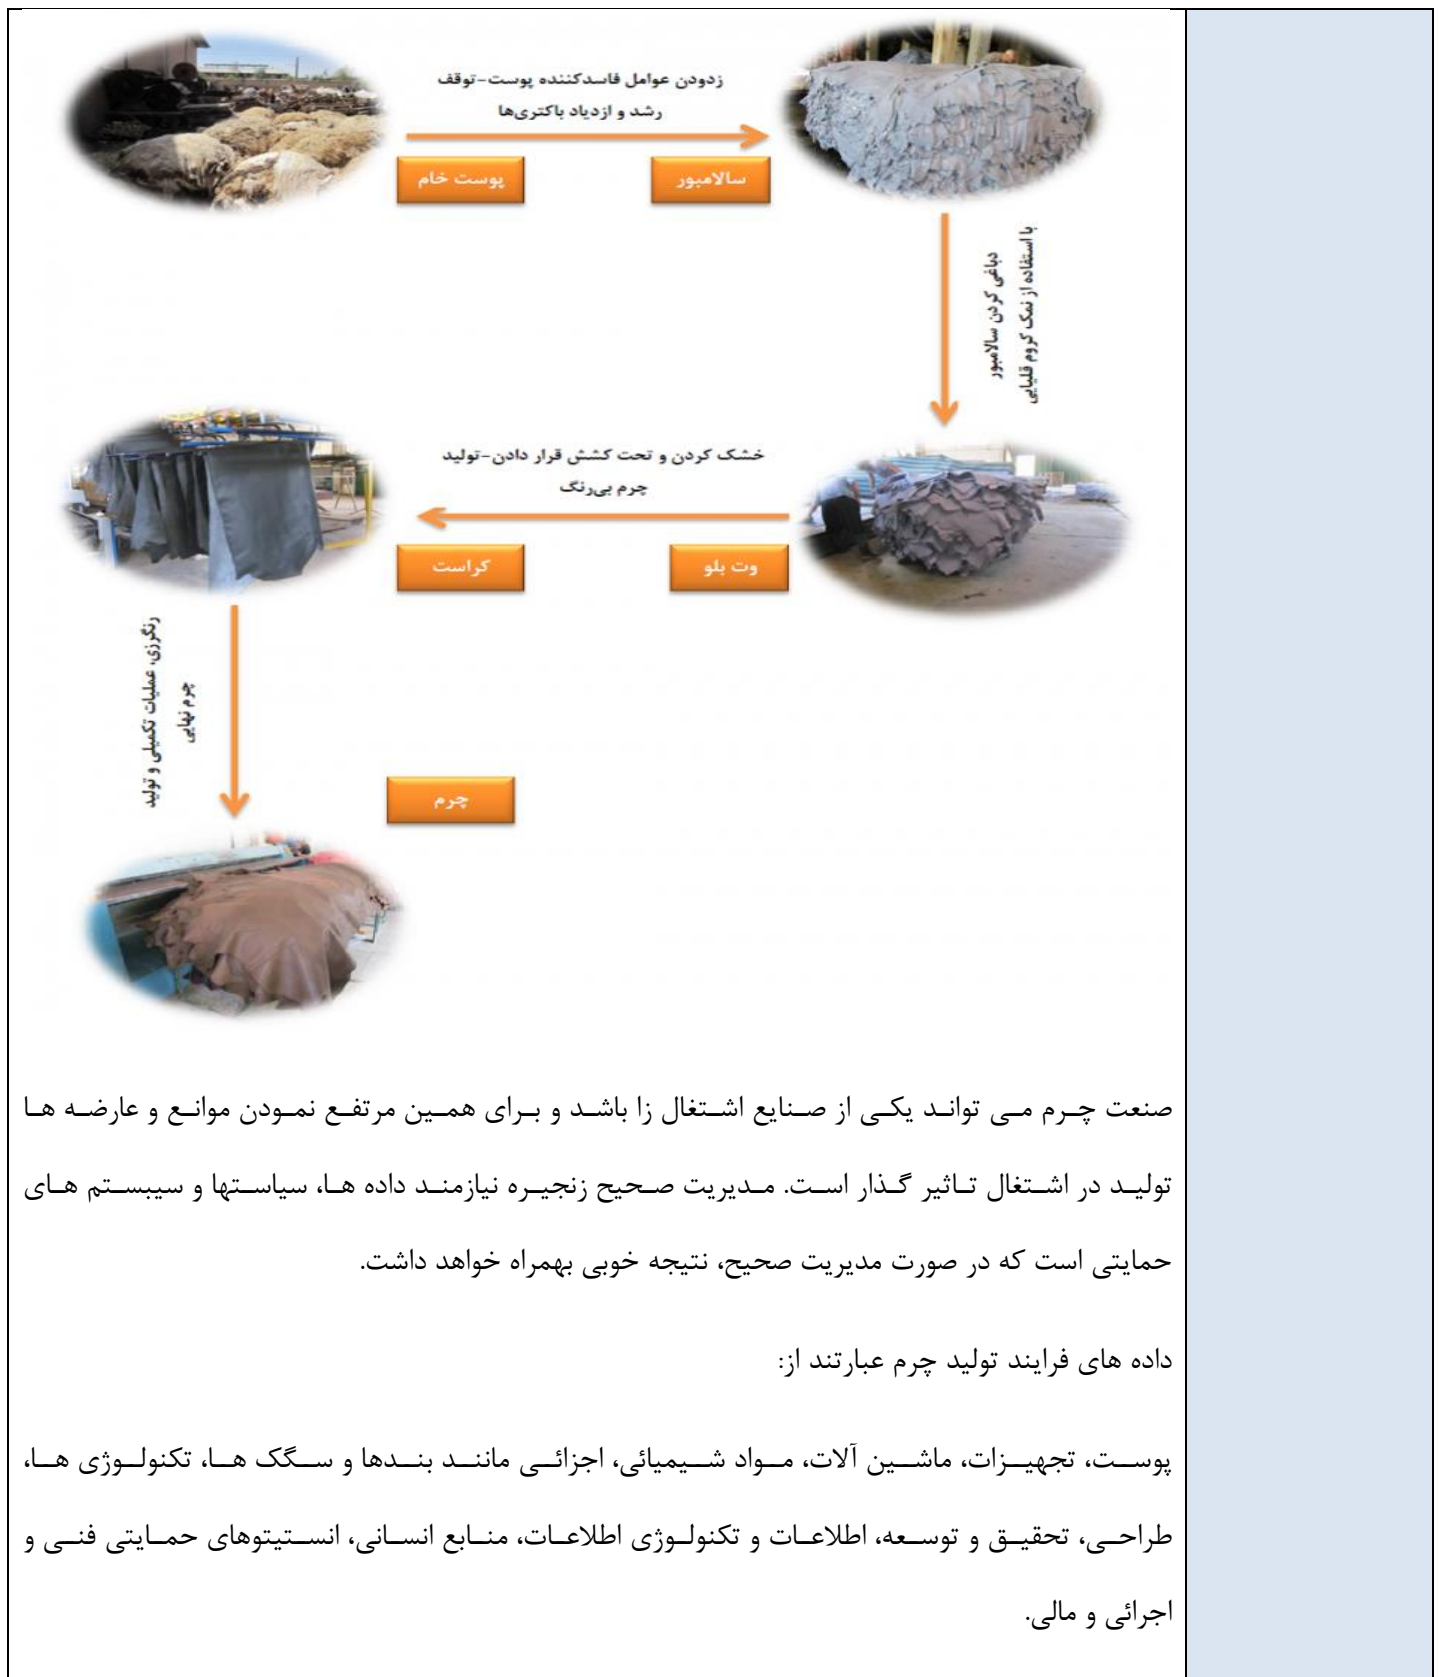 زدودن عوامل فاسدکننده پوست-توقف
رشد و ازدیاد باکتری‌ها
پوست خام
سالامبور
دباغی کردن سالامبور
با استفاده از نمک کروم قلیایی
خشک کردن و تحت کشش قرار دادن-تولید
چرم بی‌رنگ
وت بلو
کراست
رنگرزی، عملیات تکمیلی و تولید
چرم نهایی
چرم
صنعت چـرم مـی توانـد یکـی از صـنایع اشـتغال زا باشـد و بـرای همـین مرتفـع نمـودن موانـع و عارضـه هـا
تولیـد در اشـتغال تـاثیر گـذار اسـت. مـدیریت صـحیح زنجیـره نیازمنـد داده هـا، سیاسـتها و سیبسـتم هـای
حمایتی است که در صورت مدیریت صحیح، نتیجه خوبی بهمراه خواهد داشت.
داده های فرایند تولید چرم عبارتند از:
پوسـت، تجهیـزات، ماشـین آلات، مـواد شـیمیائی، اجزائـی ماننـد بنـدها و سـگک هـا، تکنولـوژی هـا،
طراحـی، تحقیـق و توسـعه، اطلاعـات و تکنولـوژی اطلاعـات، منـابع انسـانی، انسـتیتوهای حمـایتی فنـی و
اجرائی و مالی.